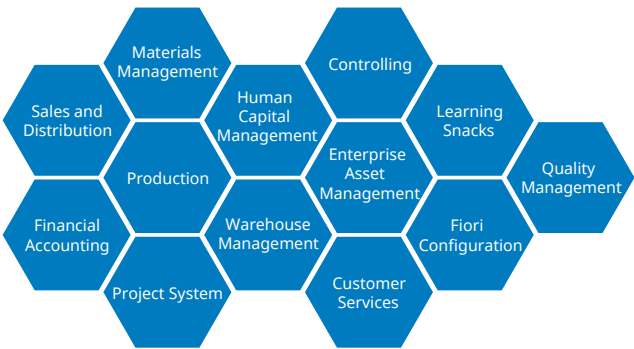 Materials
Management
Controlling
Sales and
Distribution
Human
Capital
Management
Learning
Snacks
Production
Enterprise
Asset
Management
Quality
Management
Financial
Accounting
Warehouse
Management
Fiori
Configuration
Project System
Customer
Services